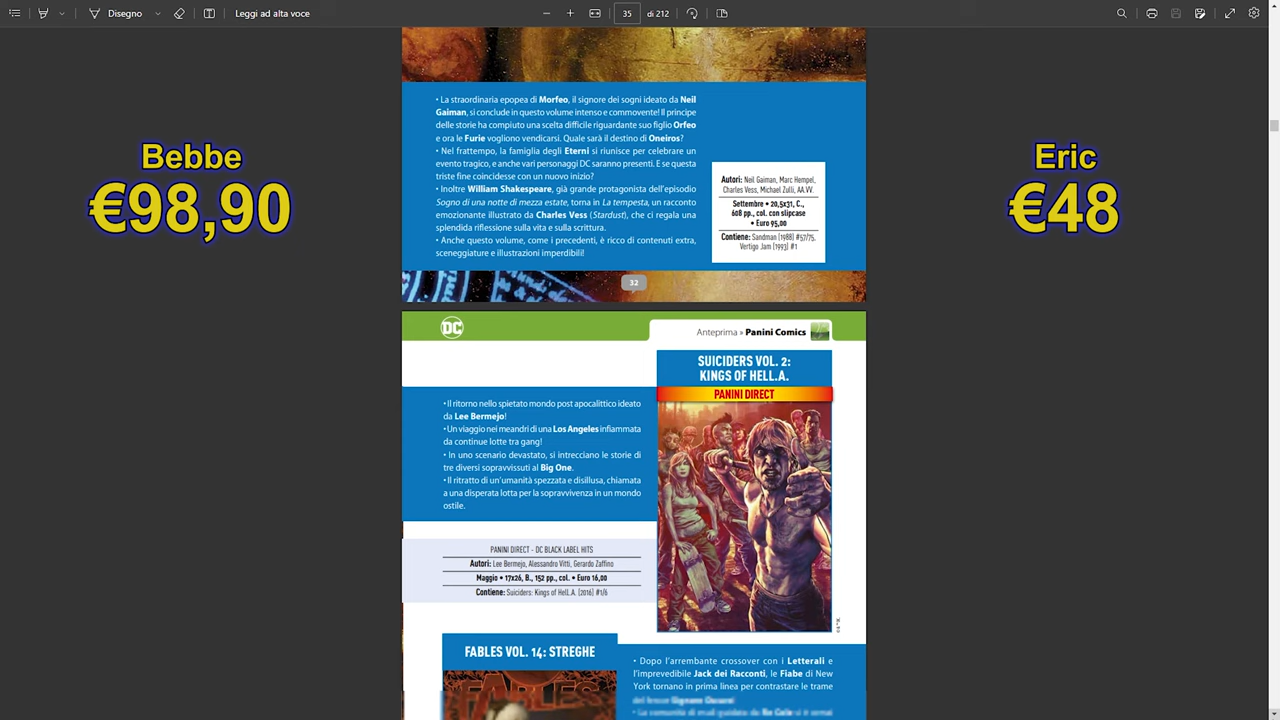 Disegno
Leggi ad alta voce
35
di 212
Bebbe
€98,90
Eric
€48
• La straordinaria epopea di Morfeo, il signore dei sogni ideato da Neil
Gaiman, si conclude in questo volume intenso e commovente! Il principe
delle storie ha compiuto una scelta difficile riguardante suo figlio Orfeo
e ora le Furie vogliono vendicarsi. Quale sarà il destino di Oneiros?
• Nel frattempo, la famiglia degli Eterni si riunisce per celebrare un
evento tragico, e anche vari personaggi DC saranno presenti. E se questa
triste fine coincidesse con un nuovo inizio?
• Inoltre William Shakespeare, già grande protagonista dell'episodio
Sogno di una notte di mezza estate, torna in La tempesta, un racconto
emozionante illustrato da Charles Vess (Stardust), che ci regala una
splendida riflessione sulla vita e sulla scrittura.
• Anche questo volume, come i precedenti, è ricco di contenuti extra,
sceneggiature e illustrazioni imperdibili!
Autori: Neil Gaiman, Marc Hempel,
Charles Vess, Michael Zulli, AA.VV.
Settembre • 20,5x31, C.,
608 pp., col. con slipcase
• Euro 95,00
Contiene: Sandman (1988) #57/75,
Vertigo Jam (1993) #1
32
DC
Anteprima » Panini Comics
SUICIDERS VOL. 2:
KINGS OF HELL.A.
PANINI DIRECT
• Il ritorno nello spietato mondo post apocalittico ideato
da Lee Bermejo!
• Un viaggio nei meandri di una Los Angeles infiammata
da continue lotte tra gang!
• In uno scenario devastato, si intrecciano le storie di
tre diversi sopravvissuti al Big One.
• Il ritratto di un'umanità spezzata e disillusa, chiamata
a una disperata lotta per la sopravvivenza in un mondo
ostile.
PANINI DIRECT - DC BLACK LABEL HITS
Autori: Lee Bermejo, Alessandro Vitti, Gerardo Zaffino
Maggio • 17x26, B., 152 pp., col. • Euro 16,00
Contiene: Suiciders: Kings of HelL.A. (2016) #1/6
FABLES VOL. 14: STREGHE
FABLES
• Dopo l'arrembante crossover con i Letterali e
l'imprevedibile Jack dei Racconti, le Fiabe di New
York tornano in prima linea per contrastare le trame